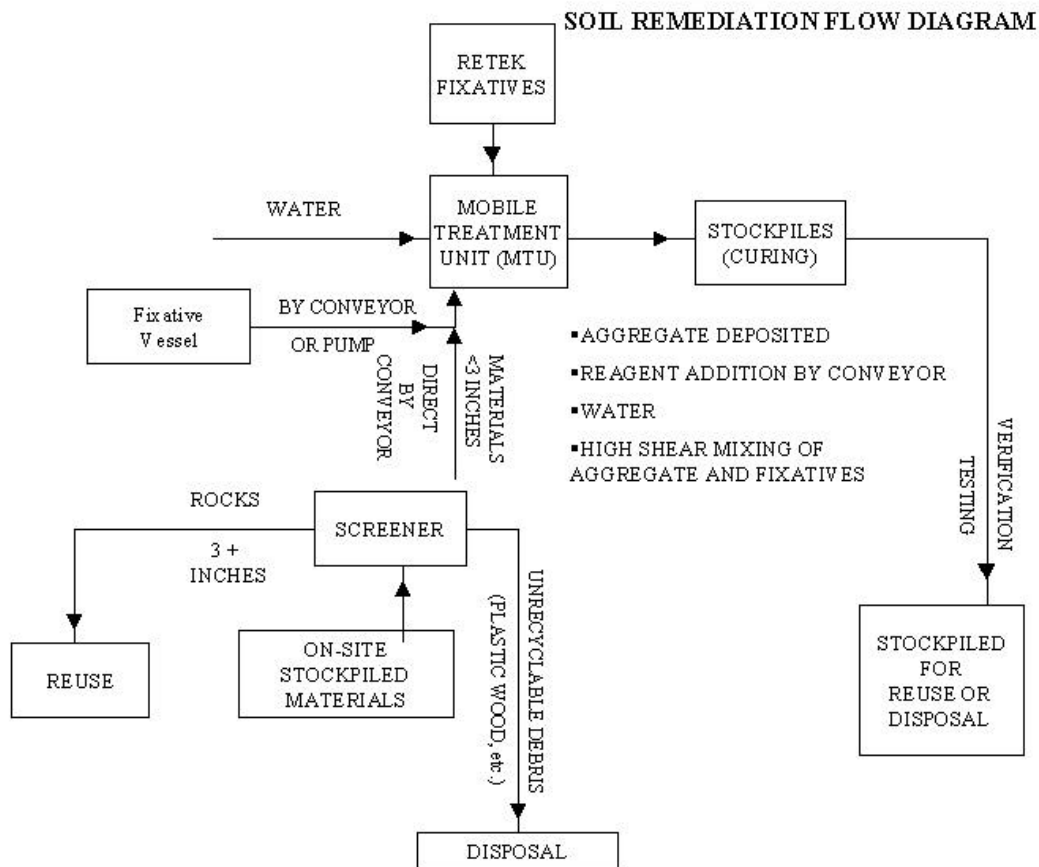 SOIL REMEDIATION FLOW DIAGRAM
RETEK
FIXATIVES
WATER
MOBILE
TREATMENT
UNIT (MTU)
STOCKPILES
(CURING)
Fixative
Vessel
BY CONVEYOR
OR PUMP
DIRECT
BY
CONVEYOR
MATERIALS
<3 INCHES
▪AGGREGATE DEPOSITED
▪REAGENT ADDITION BY CONVEYOR
▪WATER
▪HIGH SHEAR MIXING OF
AGGREGATE AND FIXATIVES
VERIFICATION
TESTING
ROCKS
3 +
INCHES
SCREENER
UNRECYCLABLE DEBRIS
(PLASTIC WOOD, etc.)
REUSE
ON-SITE
STOCKPILED
MATERIALS
STOCKPILED
FOR
REUSE OR
DISPOSAL
DISPOSAL